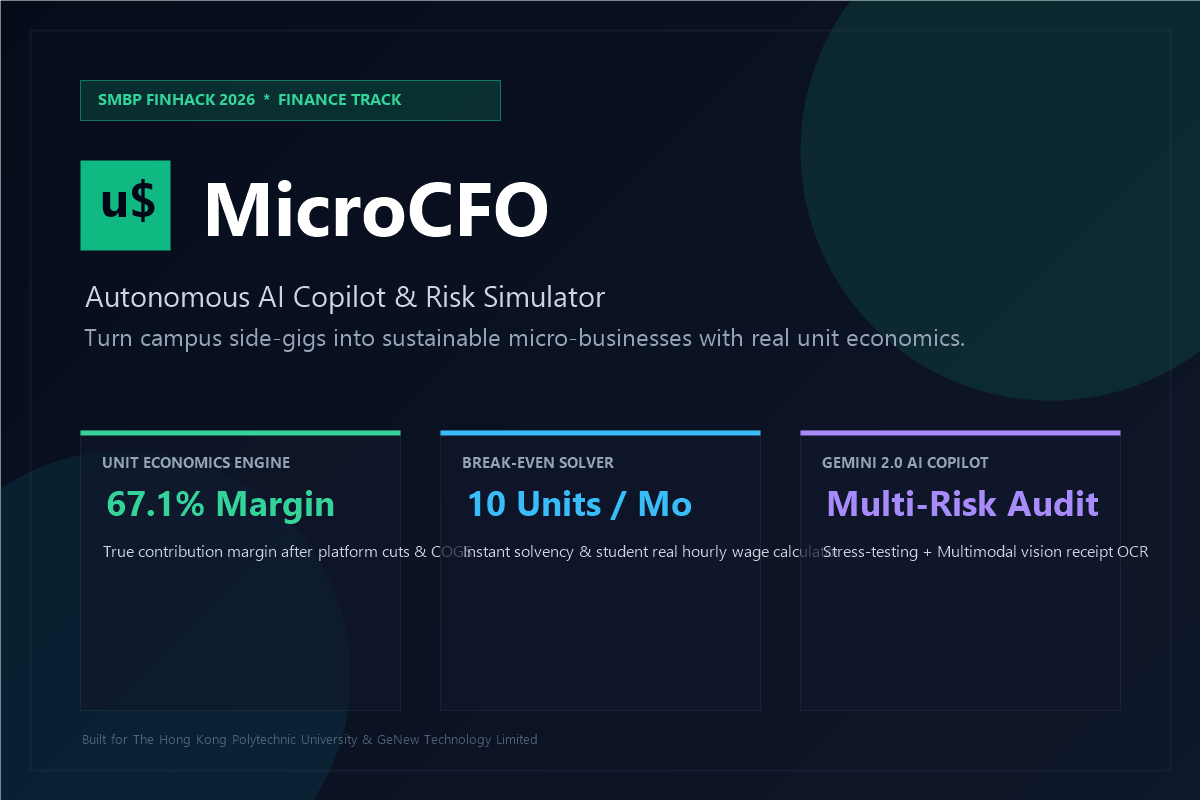 SMBP FINHACK 2026 * FINANCE TRACK
u$
MicroCFO
Autonomous AI Copilot & Risk Simulator
Turn campus side-gigs into sustainable micro-businesses with real unit economics.
UNIT ECONOMICS ENGINE
67.1% Margin
True contribution margin after platform cuts & COGS
BREAK-EVEN SOLVER
10 Units / Mo
Instant solvency & student real hourly wage calculator
GEMINI 2.0 AI COPILOT
Multi-Risk Audit
Stress-testing + Multimodal vision receipt OCR
Built for The Hong Kong Polytechnic University & GeNew Technology Limited